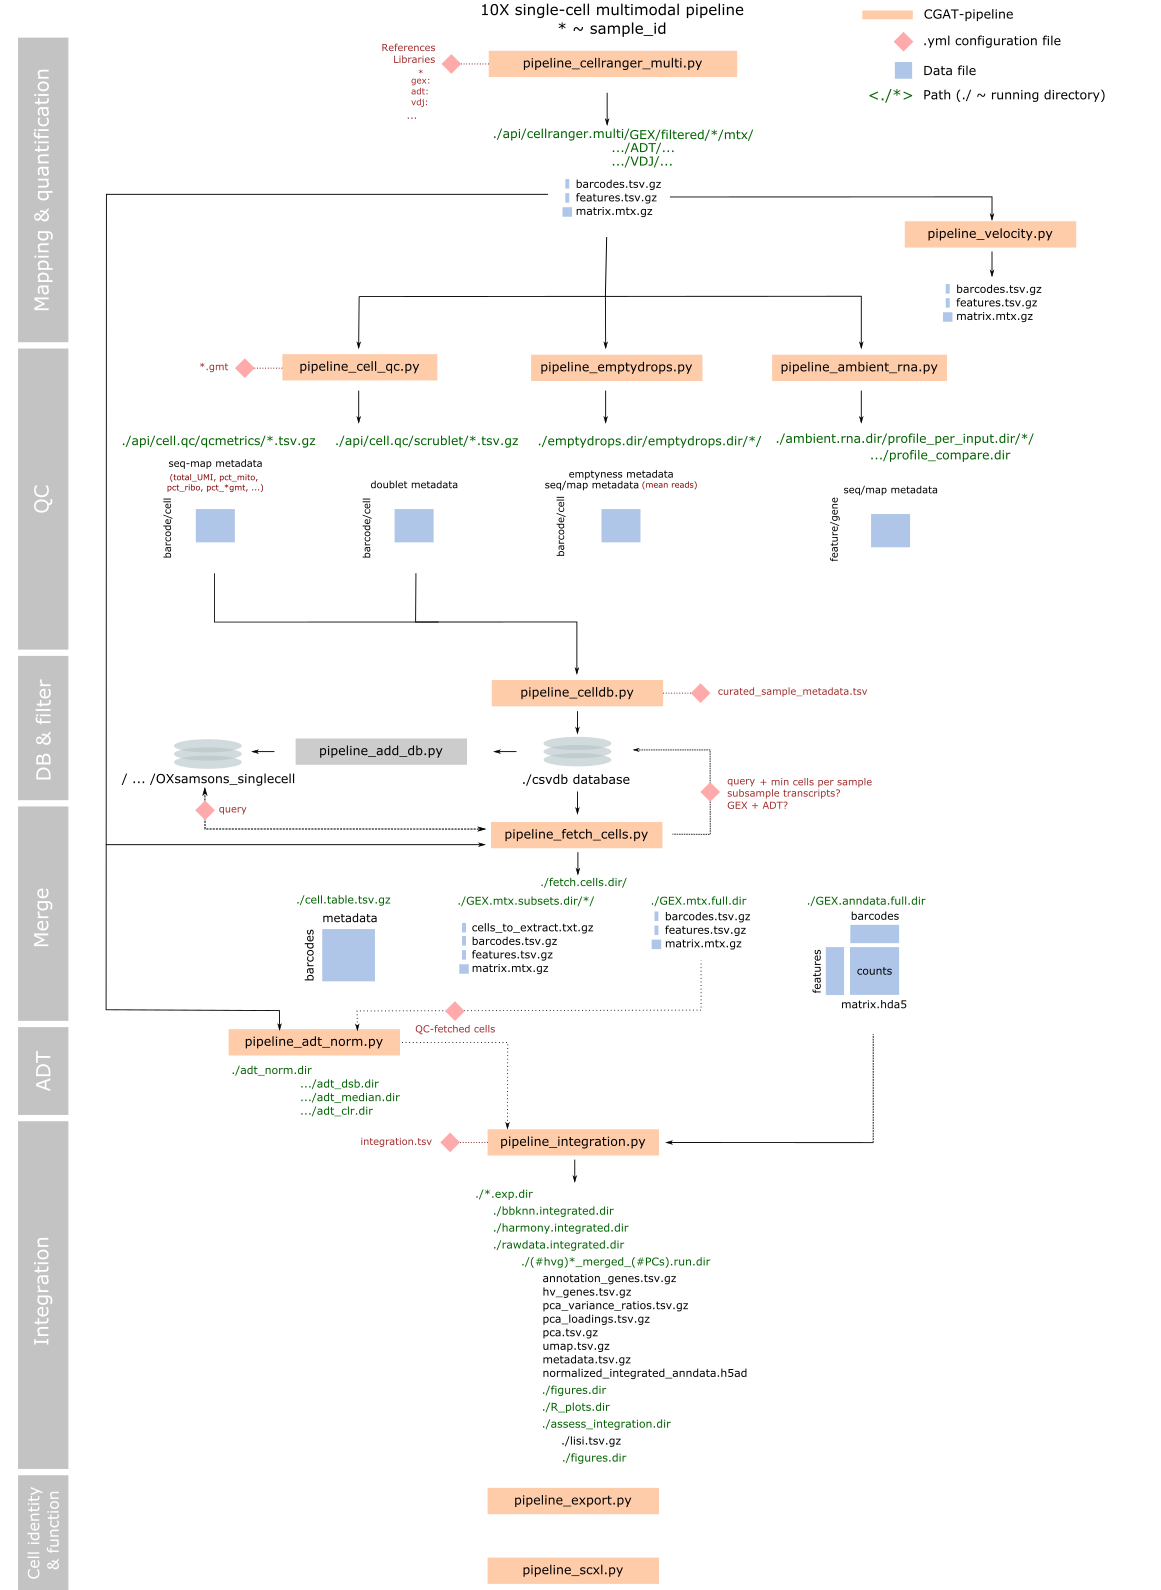 10X single-cell multimodal pipeline
* ~ sample_id
CGAT-pipeline
.yml configuration file
Data file
<./*> Path (./ ~ running directory)
Mapping & quantification
References
Libraries
*
gex:
adt:
vdj:
...
pipeline_cellranger_multi.py
./api/cellranger.multi/GEX/filtered/*/mtx/
.../ADT/...
.../VDJ/...
barcodes.tsv.gz
features.tsv.gz
matrix.mtx.gz
pipeline_velocity.py
barcodes.tsv.gz
features.tsv.gz
matrix.mtx.gz
QC
*.gmt
pipeline_cell_qc.py
pipeline_emptydrops.py
pipeline_ambient_rna.py
./api/cell.qc/qcmetrics/*.tsv.gz
./api/cell.qc/scrublet/*.tsv.gz
./emptydrops.dir/emptydrops.dir/*/
./ambient.rna.dir/profile_per_input.dir/*/
.../profile_compare.dir
seq-map metadata
(total_UMI, pct_mito,
pct_ribo, pct_*gmt, ...)
barcode/cell
doublet metadata
barcode/cell
emptyness metadata
seq/map metadata (mean reads)
barcode/cell
seq/map metadata
feature/gene
DB & filter
pipeline_celldb.py
curated_sample_metadata.tsv
pipeline_add_db.py
/ ... /OXsamsons_singlecell
./csvdb database
query + min cells per sample
subsample transcripts?
GEX + ADT?
query
Merge
pipeline_fetch_cells.py
./fetch.cells.dir/
./cell.table.tsv.gz
metadata
barcodes
./GEX.mtx.subsets.dir/*/
cells_to_extract.txt.gz
barcodes.tsv.gz
features.tsv.gz
matrix.mtx.gz
./GEX.mtx.full.dir
barcodes.tsv.gz
features.tsv.gz
matrix.mtx.gz
./GEX.anndata.full.dir
barcodes
features
counts
matrix.hda5
QC-fetched cells
ADT
pipeline_adt_norm.py
./adt_norm.dir
.../adt_dsb.dir
.../adt_median.dir
.../adt_clr.dir
Integration
integration.tsv
pipeline_integration.py
./*.exp.dir
./bbknn.integrated.dir
./harmony.integrated.dir
./rawdata.integrated.dir
./(#hvg)*_merged_(#PCs).run.dir
annotation_genes.tsv.gz
hv_genes.tsv.gz
pca_variance_ratios.tsv.gz
pca_loadings.tsv.gz
pca.tsv.gz
umap.tsv.gz
metadata.tsv.gz
normalized_integrated_anndata.h5ad
./figures.dir
./R_plots.dir
./assess_integration.dir
./lisi.tsv.gz
./figures.dir
Cell identity
& function
pipeline_export.py
pipeline_scxl.py